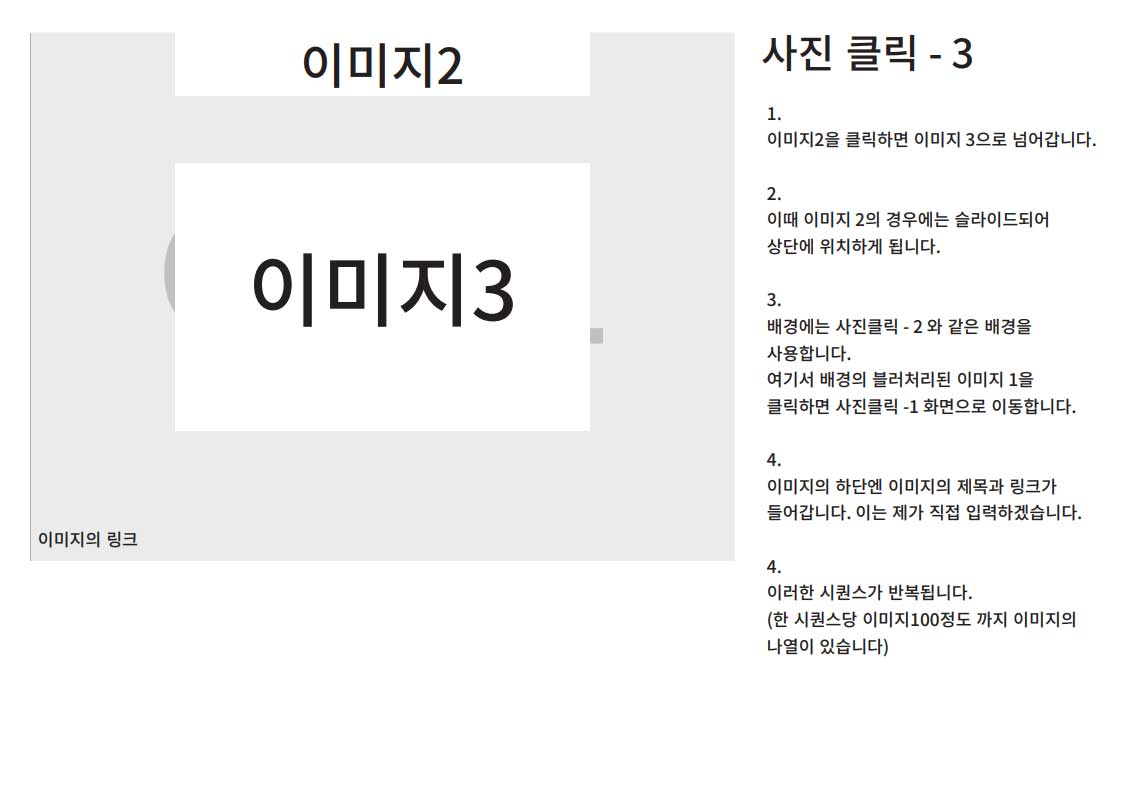 이미지2
이미지3
이미지의 링크
사진 클릭 - 3
1.
이미지2을 클릭하면 이미지 3으로 넘어갑니다.
2.
이때 이미지 2의 경우에는 슬라이드되어
상단에 위치하게 됩니다.
3.
배경에는 사진클릭 - 2 와 같은 배경을
사용합니다.
여기서 배경의 블러처리된 이미지 1을
클릭하면 사진클릭 -1 화면으로 이동합니다.
4.
이미지의 하단엔 이미지의 제목과 링크가
들어갑니다. 이는 제가 직접 입력하겠습니다.
4.
이러한 시퀀스가 반복됩니다.
(한 시퀀스당 이미지100정도 까지 이미지의
나열이 있습니다)